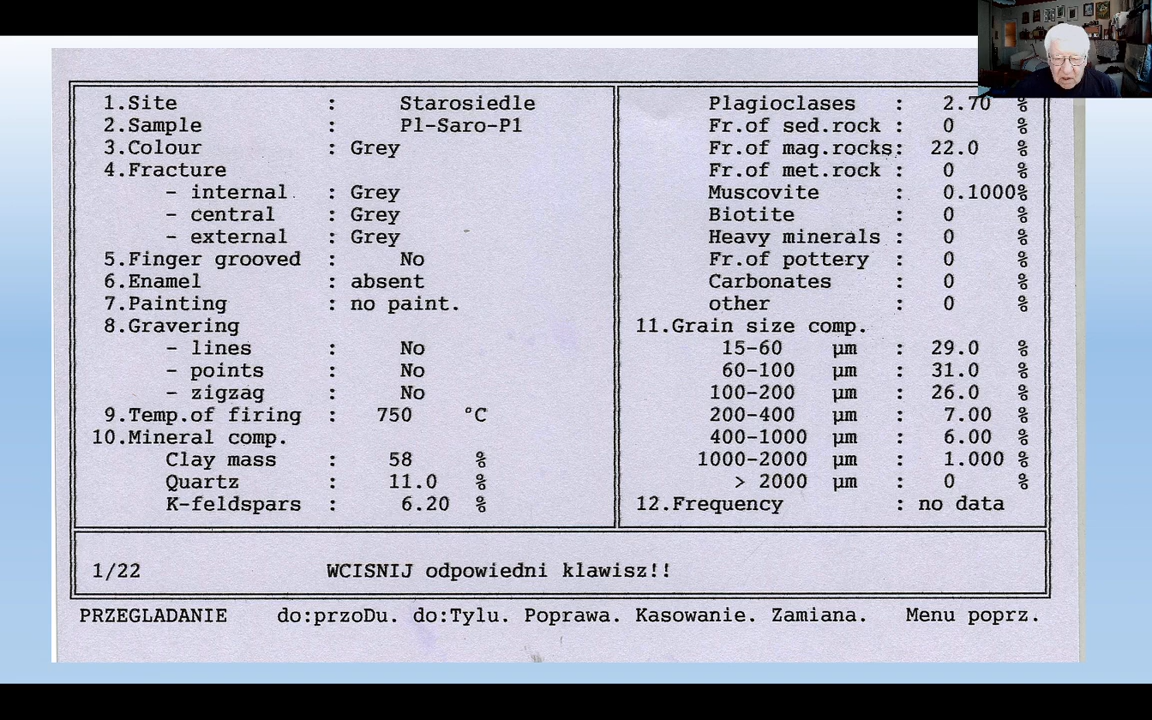 1.Site : Starosiedle
2.Sample : Pl-Saro-P1
3.Colour : Grey
4.Fracture
- internal : Grey
- central : Grey
- external : Grey
5.Finger grooved : No
6.Enamel : absent
7.Painting : no paint.
8.Gravering
- lines : No
- points : No
- zigzag : No
9.Temp.of firing : 750 °C
10.Mineral comp.
Clay mass : 58 %
Quartz : 11.0 %
K-feldspars : 6.20 %
Plagioclases : 2.70 %
Fr.of sed.rock : 0 %
Fr.of mag.rocks: 22.0 %
Fr.of met.rock : 0 %
Muscovite : 0.1000%
Biotite : 0 %
Heavy minerals : 0 %
Fr.of pottery : 0 %
Carbonates : 0 %
other : 0 %
11.Grain size comp.
15-60 µm : 29.0 %
60-100 µm : 31.0 %
100-200 µm : 26.0 %
200-400 µm : 7.00 %
400-1000 µm : 6.00 %
1000-2000 µm : 1.000 %
> 2000 µm : 0 %
12.Frequency : no data
1/22 WCISNIJ odpowiedni klawisz!!
PRZEGLADANIE do:przoDu. do:Tylu. Poprawa. Kasowanie. Zamiana. Menu poprz.